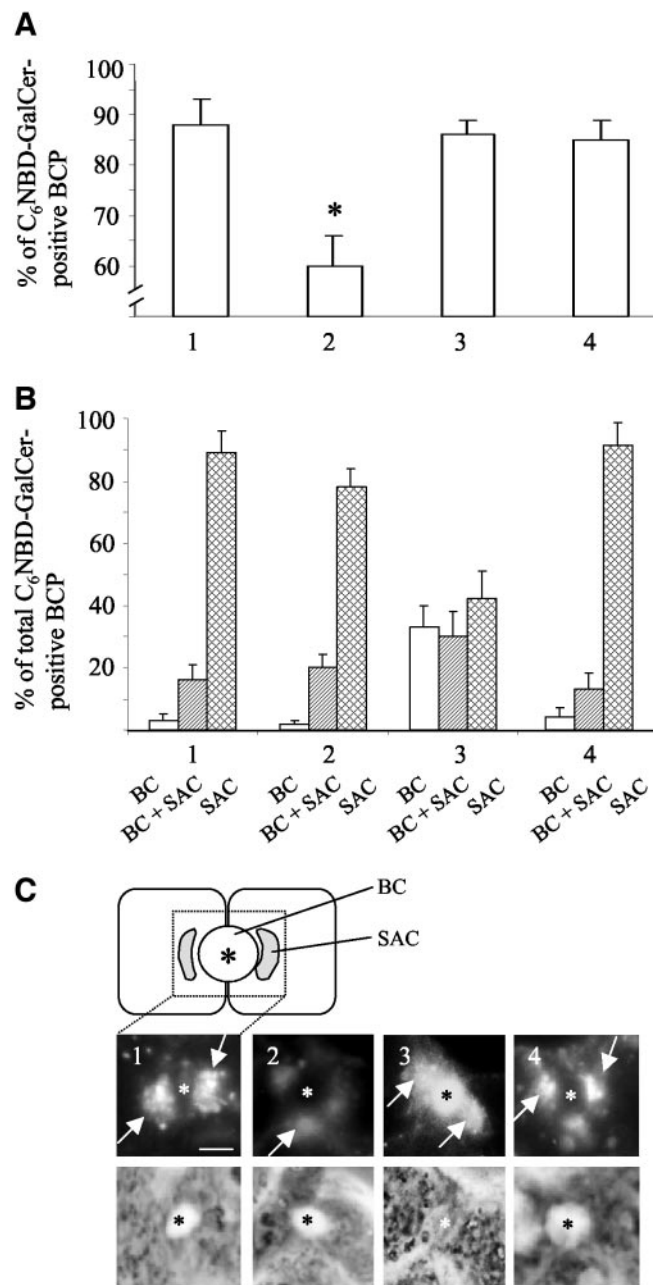 A
% of C₆NBD-GalCer-
positive BCP
100
90
80
70
60
*
1 2 3 4
B
% of total C₆NBD-GalCer-
positive BCP
100
80
60
40
20
1 2 3 4
BC BC + SAC SAC BC BC + SAC SAC BC BC + SAC SAC BC BC + SAC SAC
C
BC
SAC
*
1 2 3 4
* * * *
* * * *